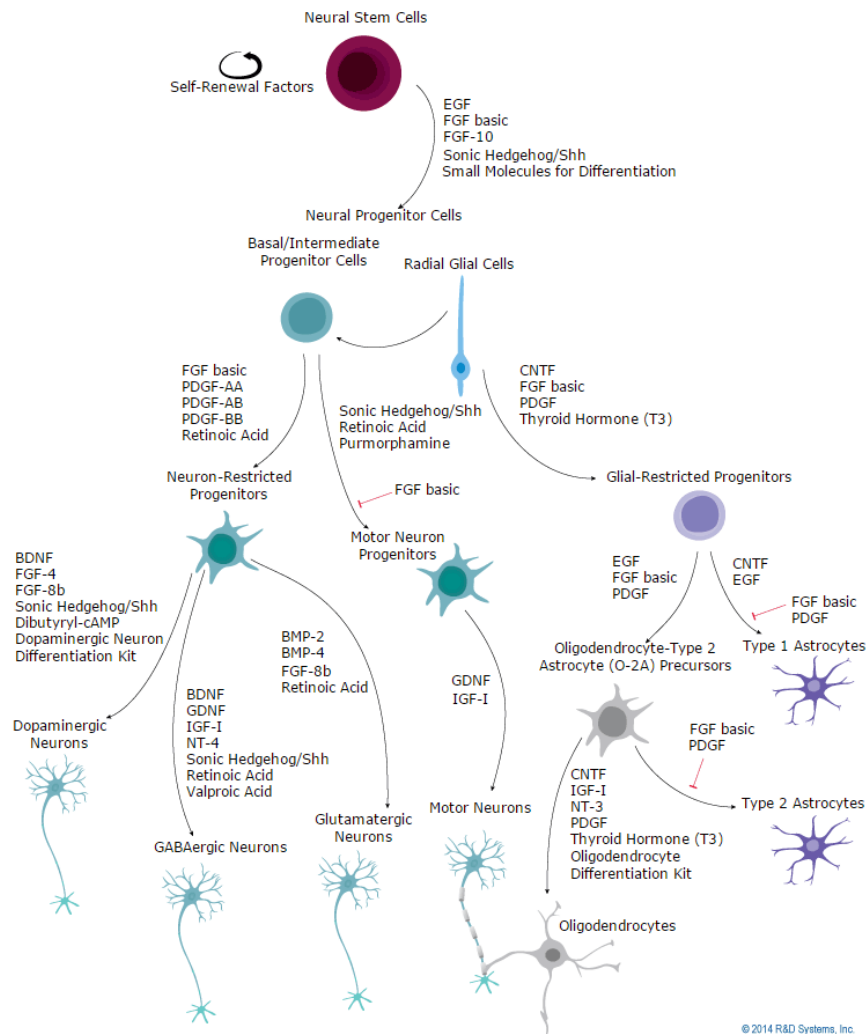 Neural Stem Cells
Self-Renewal Factors
EGF
FGF basic
FGF-10
Sonic Hedgehog/Shh
Small Molecules for Differentiation
Neural Progenitor Cells
Basal/Intermediate
Progenitor Cells
Radial Glial Cells
FGF basic
PDGF-AA
PDGF-AB
PDGF-BB
Retinoic Acid
Sonic Hedgehog/Shh
Retinoic Acid
Purmorphamine
CNTF
FGF basic
PDGF
Thyroid Hormone (T3)
Neuron-Restricted
Progenitors
FGF basic
Motor Neuron
Progenitors
Glial-Restricted Progenitors
BDNF
FGF-4
FGF-8b
Sonic Hedgehog/Shh
Dibutyryl-cAMP
Dopaminergic Neuron
Differentiation Kit
BDNF
GDNF
IGF-I
NT-4
Sonic Hedgehog/Shh
Retinoic Acid
Valproic Acid
BMP-2
BMP-4
FGF-8b
Retinoic Acid
GDNF
IGF-I
EGF
FGF basic
PDGF
CNTF
EGF
FGF basic
PDGF
Oligodendrocyte-Type 2
Astrocyte (O-2A) Precursors
Type 1 Astrocytes
Dopaminergic
Neurons
GABAergic Neurons
Glutamatergic
Neurons
Motor Neurons
CNTF
IGF-I
NT-3
PDGF
Thyroid Hormone (T3)
Oligodendrocyte
Differentiation Kit
FGF basic
PDGF
Type 2 Astrocytes
Oligodendrocytes
© 2014 R&D Systems, Inc.